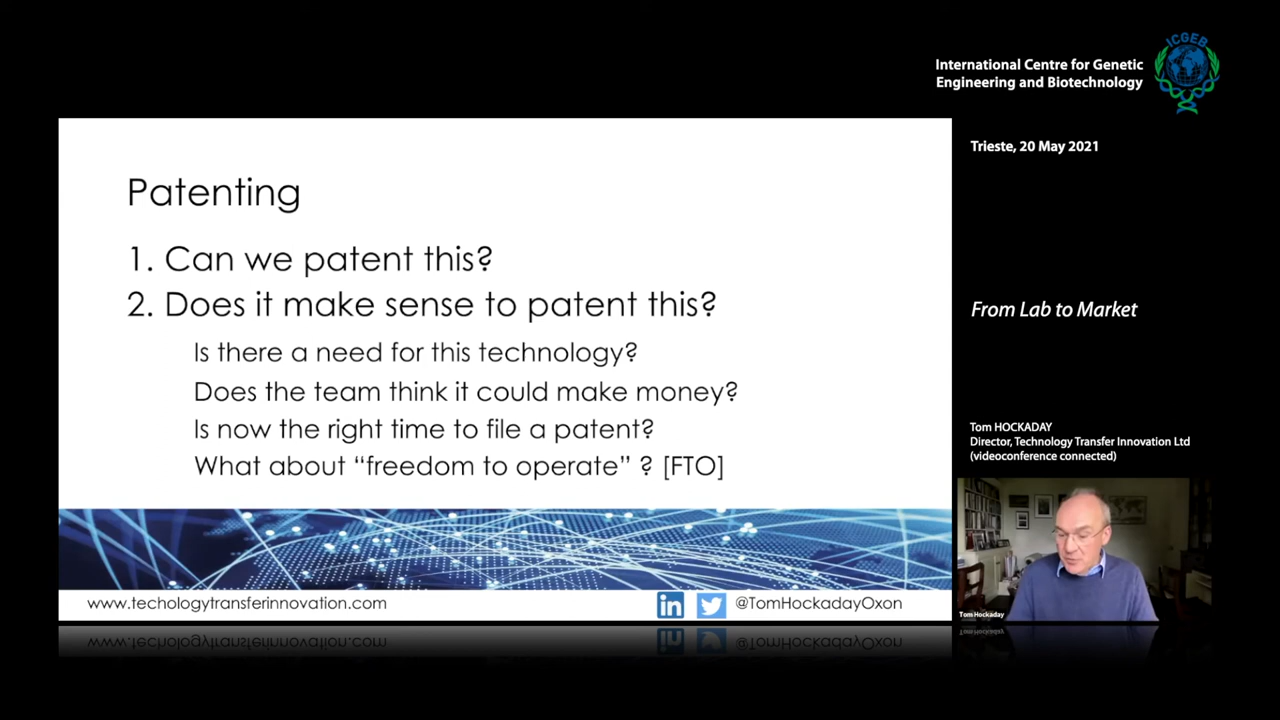 ICGEB
International Centre for Genetic
Engineering and Biotechnology
Trieste, 20 May 2021
Patenting
1. Can we patent this?
2. Does it make sense to patent this?
Is there a need for this technology?
Does the team think it could make money?
Is now the right time to file a patent?
What about “freedom to operate” ? [FTO]
www.techologytransferinnovation.com
in
@TomHockadayOxon
From Lab to Market
Tom HOCKADAY
Director, Technology Transfer Innovation Ltd
(videoconference connected)
Tom Hockaday